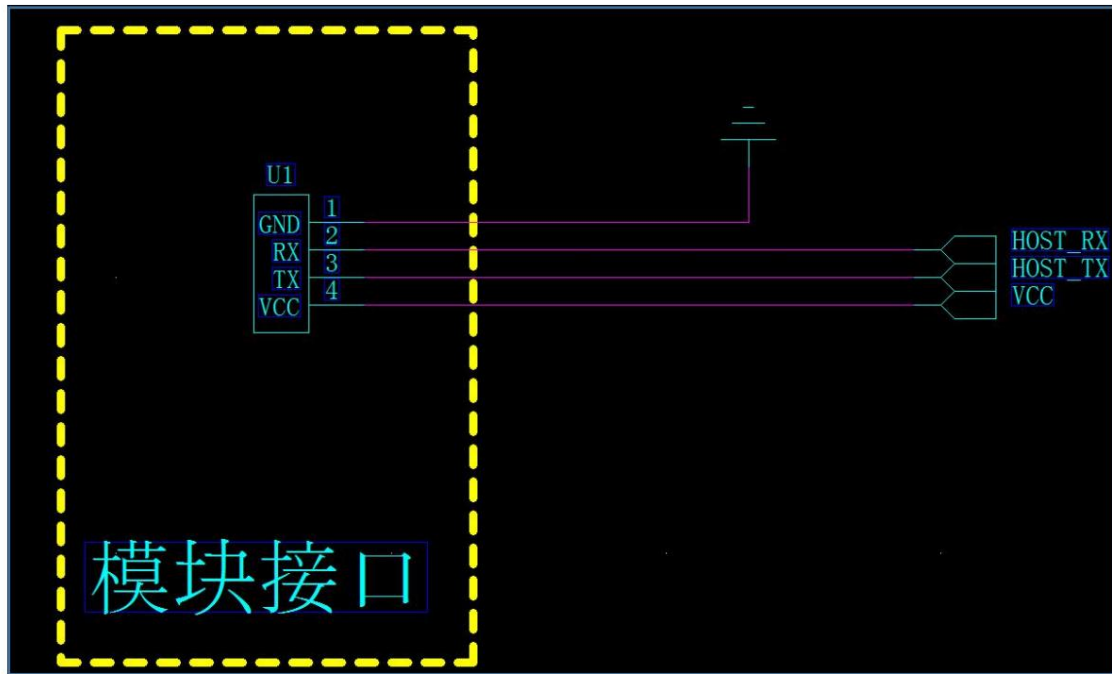 U1
GND 1
RX 2
TX 3
VCC 4
HOST_RX
HOST_TX
VCC
模块接口